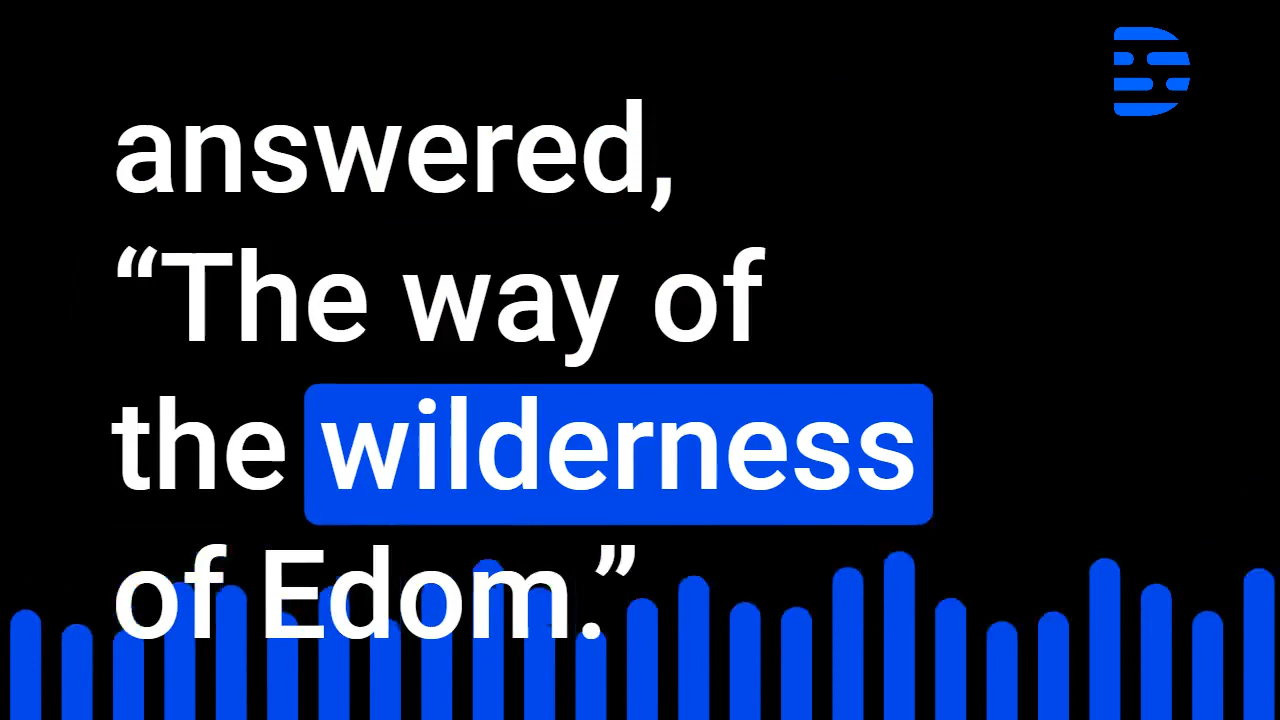 answered,
“The way of
the wilderness
of Edom.”